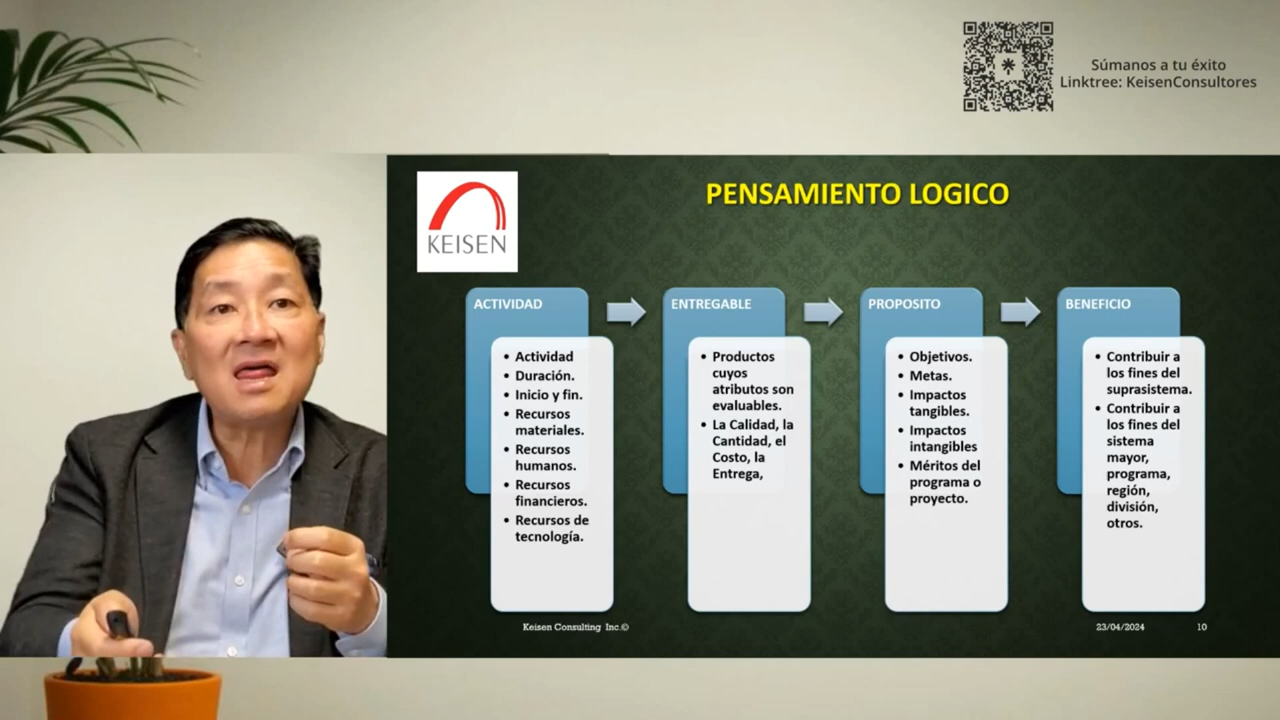 Súmanos a tu éxito
Linktree: KeisenConsultores
KEISEN
PENSAMIENTO LOGICO
ACTIVIDAD
• Actividad
• Duración.
• Inicio y fin.
• Recursos
materiales.
• Recursos
humanos.
• Recursos
financieros.
• Recursos de
tecnología.
ENTREGABLE
• Productos
cuyos
atributos son
evaluables.
• La Calidad, la
Cantidad, el
Costo, la
Entrega,
PROPOSITO
• Objetivos.
• Metas.
• Impactos
tangibles.
• Impactos
intangibles
• Méritos del
programa o
proyecto.
BENEFICIO
• Contribuir a
los fines del
suprasistema.
• Contribuir a
los fines del
sistema
mayor,
programa,
región,
división,
otros.
Keisen Consulting Inc.©
23/04/2024
10